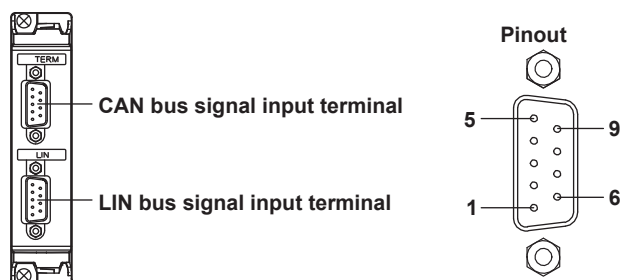 Pinout
TERM
CAN bus signal input terminal
LIN
LIN bus signal input terminal
5
9
1
6